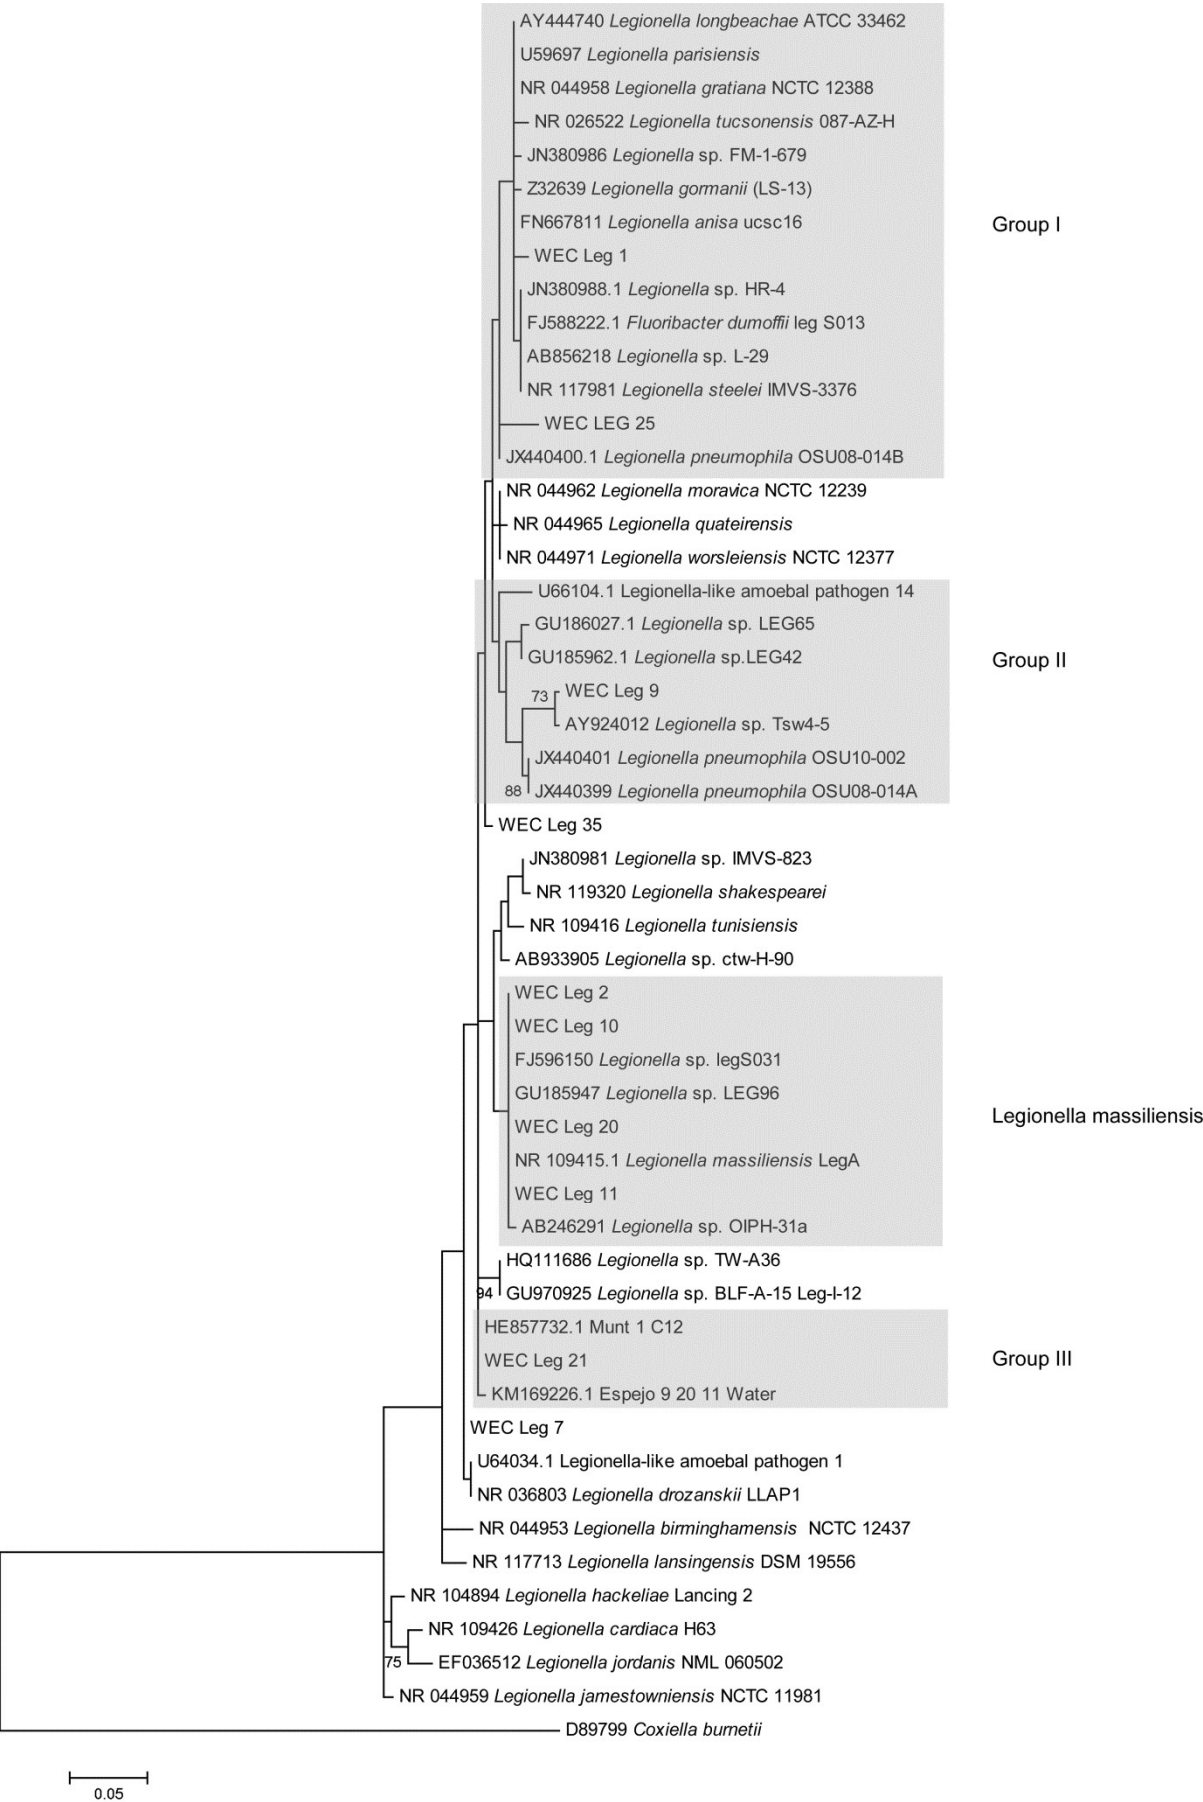 AY444740 Legionella longbeachae ATCC 33462
U59697 Legionella parisiensis
NR 044958 Legionella gratiana NCTC 12388
NR 026522 Legionella tucsonensis 087-AZ-H
JN380986 Legionella sp. FM-1-679
Z32639 Legionella gormanii (LS-13)
FN667811 Legionella anisa ucsc16
Group I
WEC Leg 1
JN380988.1 Legionella sp. HR-4
FJ588222.1 Fluoribacter dumoffii leg S013
AB856218 Legionella sp. L-29
NR 117981 Legionella steelei IMVS-3376
WEC LEG 25
JX440400.1 Legionella pneumophila OSU08-014B
NR 044962 Legionella moravica NCTC 12239
NR 044965 Legionella quateirensis
NR 044971 Legionella worsleiensis NCTC 12377
U66104.1 Legionella-like amoebal pathogen 14
GU186027.1 Legionella sp. LEG65
GU185962.1 Legionella sp.LEG42
Group II
73
WEC Leg 9
AY924012 Legionella sp. Tsw4-5
JX440401 Legionella pneumophila OSU10-002
88
JX440399 Legionella pneumophila OSU08-014A
WEC Leg 35
JN380981 Legionella sp. IMVS-823
NR 119320 Legionella shakespearei
NR 109416 Legionella tunisiensis
AB933905 Legionella sp. ctw-H-90
WEC Leg 2
WEC Leg 10
FJ596150 Legionella sp. legS031
GU185947 Legionella sp. LEG96
Legionella massiliensis
WEC Leg 20
NR 109415.1 Legionella massiliensis LegA
WEC Leg 11
AB246291 Legionella sp. OIPH-31a
HQ111686 Legionella sp. TW-A36
94
GU970925 Legionella sp. BLF-A-15 Leg-I-12
HE857732.1 Munt 1 C12
WEC Leg 21
Group III
KM169226.1 Espejo 9 20 11 Water
WEC Leg 7
U64034.1 Legionella-like amoebal pathogen 1
NR 036803 Legionella drozanskii LLAP1
NR 044953 Legionella birminghamensis NCTC 12437
NR 117713 Legionella lansingensis DSM 19556
NR 104894 Legionella hackeliae Lancing 2
NR 109426 Legionella cardiaca H63
75
EF036512 Legionella jordanis NML 060502
NR 044959 Legionella jamestowniensis NCTC 11981
D89799 Coxiella burnetii
0.05